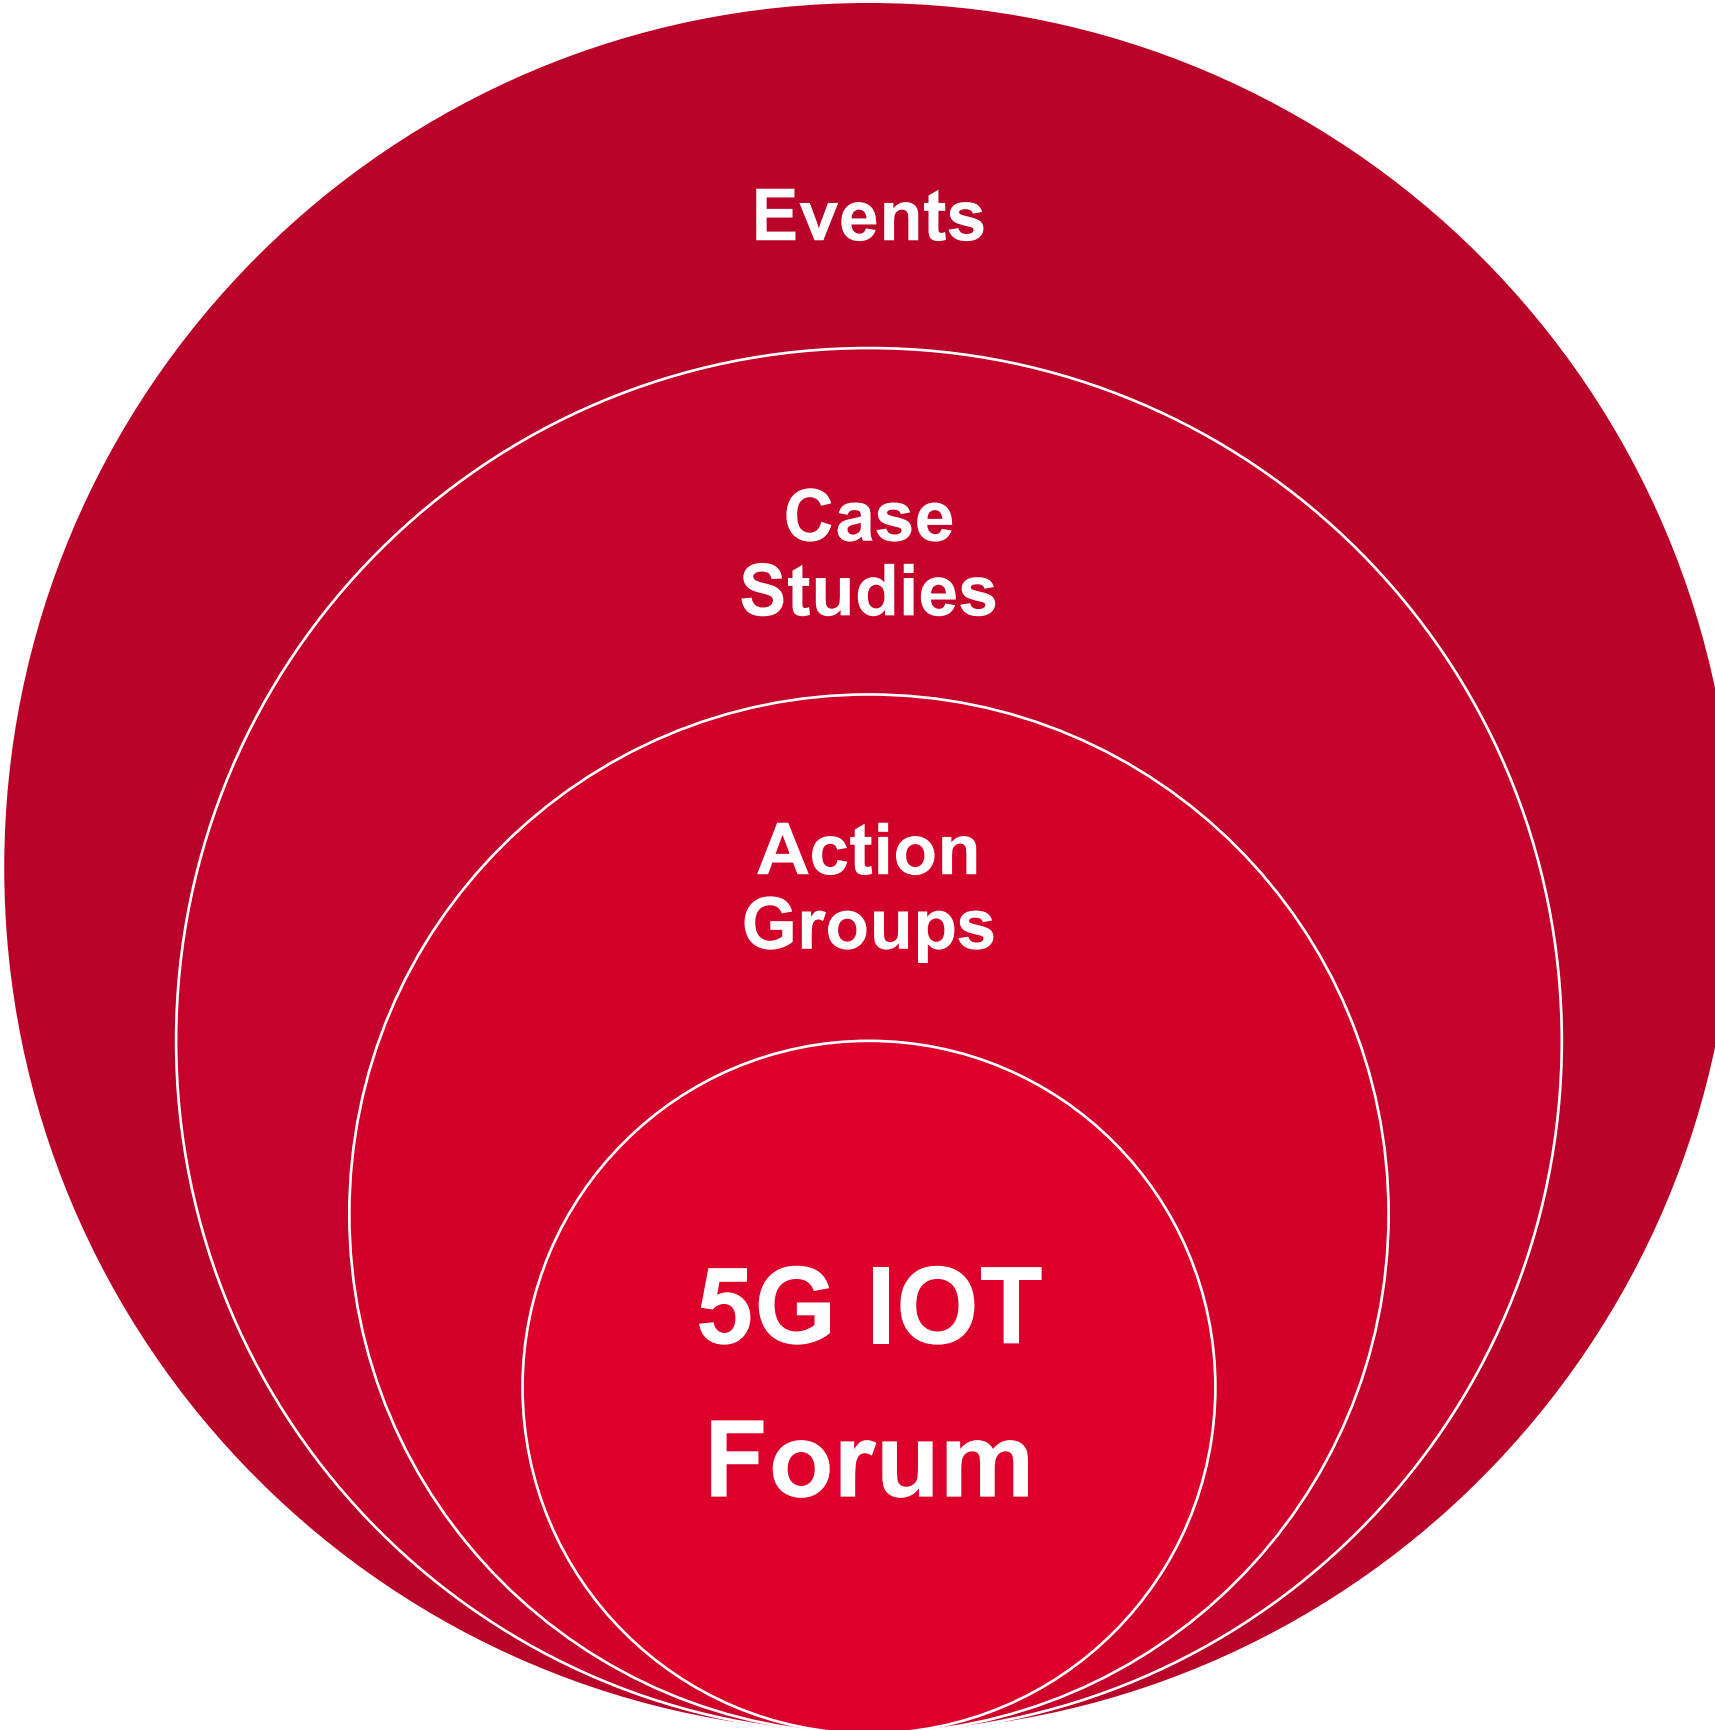 Events
Case
Studies
Action
Groups
5G IOT
Forum